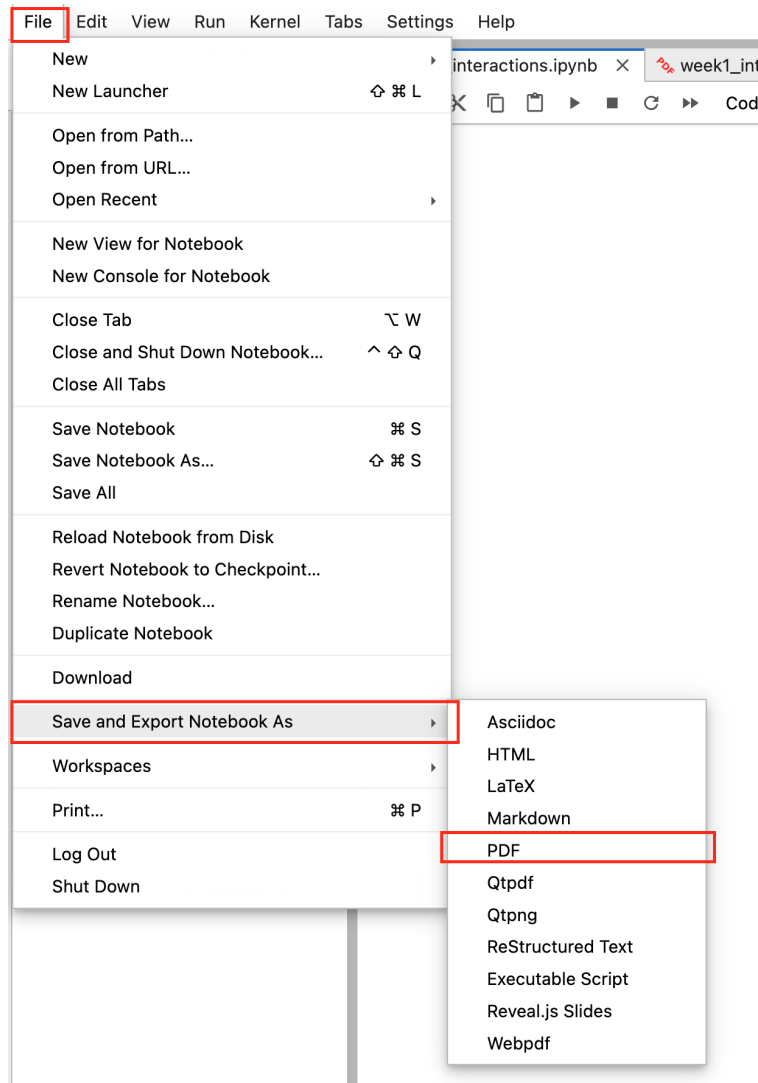 File Edit View Run Kernel Tabs Settings Help
interactions.ipynb week1_int
PDF
Cod
New
New Launcher ⇧ ⌘ L
Open from Path...
Open from URL...
Open Recent
New View for Notebook
New Console for Notebook
Close Tab ⌥ W
Close and Shut Down Notebook... ^ ⇧ Q
Close All Tabs
Save Notebook ⌘ S
Save Notebook As... ⇧ ⌘ S
Save All
Reload Notebook from Disk
Revert Notebook to Checkpoint...
Rename Notebook...
Duplicate Notebook
Download
Save and Export Notebook As
Workspaces
Print... ⌘ P
Log Out
Shut Down
Asciidoc
HTML
LaTeX
Markdown
PDF
Qtpdf
Qtpng
ReStructured Text
Executable Script
Reveal.js Slides
Webpdf